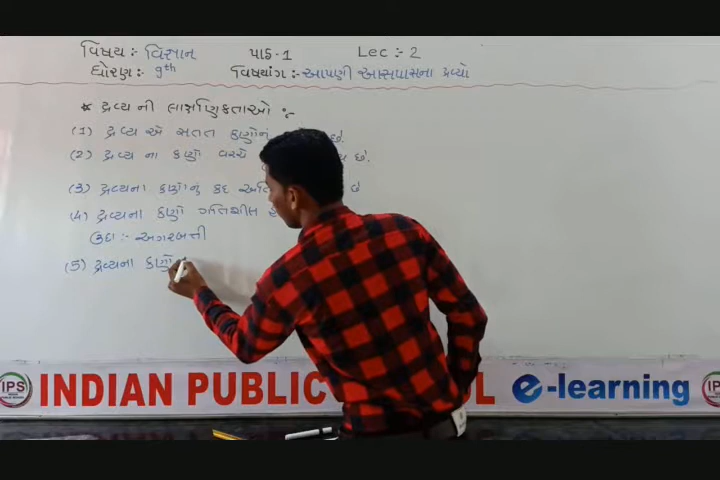 વિષય :- વિજ્ઞાન પાઠ-1 Lec :- 2
ધોરણ :- 9th વિષયાંગ :- આપણી આસપાસના દ્રવ્યો
* દ્રવ્ય ની લાક્ષણિકતાઓ :-
(1) દ્રવ્ય એ સતત કણોનું છે.
(2) દ્રવ્ય ના કણો વચ્ચે છે.
(3) દ્રવ્યના કણોનું કદ છે
(4) દ્રવ્યના કણો ગતિશીલ
ઉદા :- અગરબત્તી
(5) દ્રવ્યના કણો
IPS INDIAN PUBLIC e-learning IPS